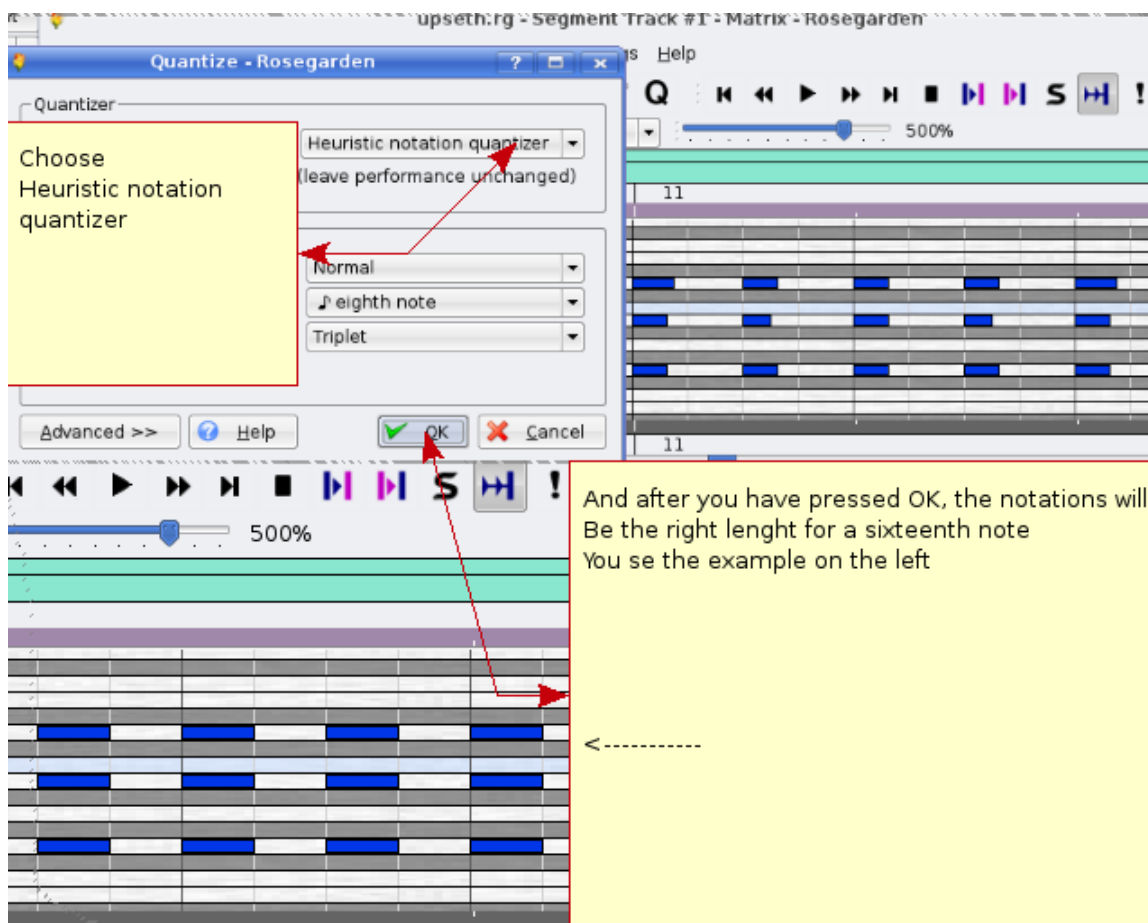 upseth.rg - Segment Track #1 - Matrix - Rosegarden
Quantize - Rosegarden ?
s Help
Quantizer
Q S !
500%
Choose
Heuristic notation
quantizer
Heuristic notation quantizer
(leave performance unchanged)
11
Normal
eighth note
Triplet
Advanced >> Help OK Cancel
11
S !
500%
And after you have pressed OK, the notations will
Be the right lenght for a sixteenth note
You se the example on the left
<-----------